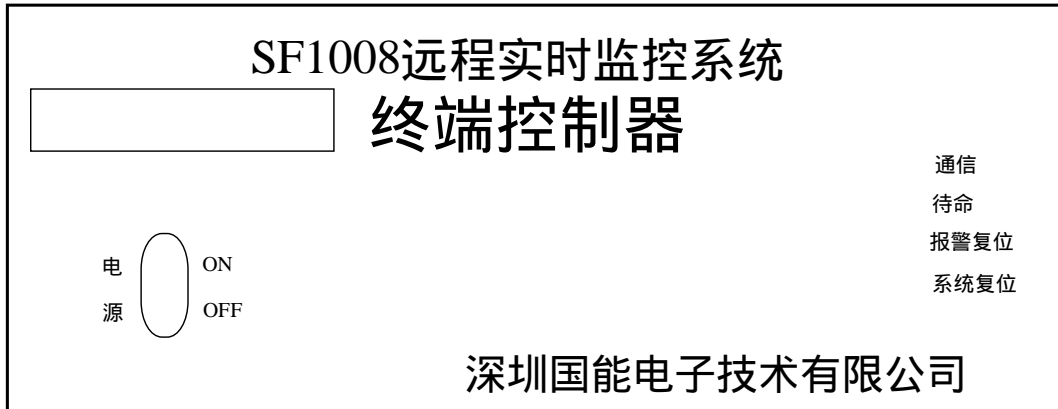 SF1008远程实时监控系统
终端控制器
通信
待命
报警复位
系统复位
电 ON
源 OFF
深圳国能电子技术有限公司